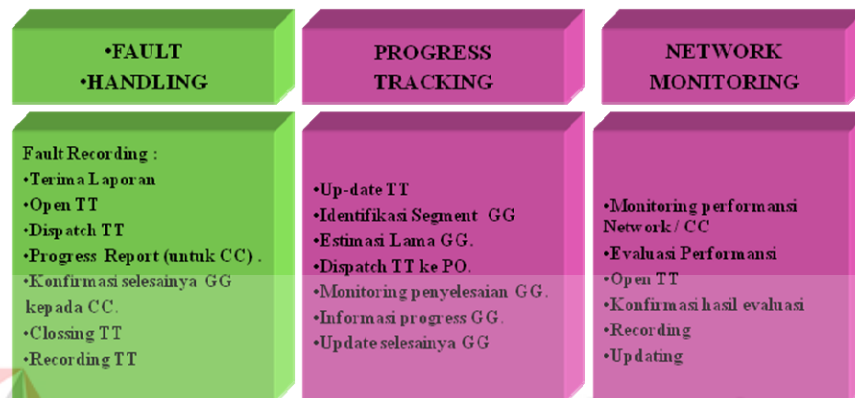 •FAULT
•HANDLING
PROGRESS
TRACKING
NETWORK
MONITORING
Fault Recording :
•Terima Laporan
•Open TT
•Dispatch TT
•Progress Report (untuk CC) .
•Konfirmasi selesainya GG
kepada CC.
•Clossing TT
•Recording TT
•Up-date TT
•Identifikasi Segment GG
•Estimasi Lama GG.
•Dispatch TT ke PO.
•Monitoring penyelesaian GG.
•Informasi progress GG.
•Update selesainya GG
•Monitoring performansi
Network / CC
•Evaluasi Performansi
•Open TT
•Konfirmasi hasil evaluasi
•Recording
•Updating